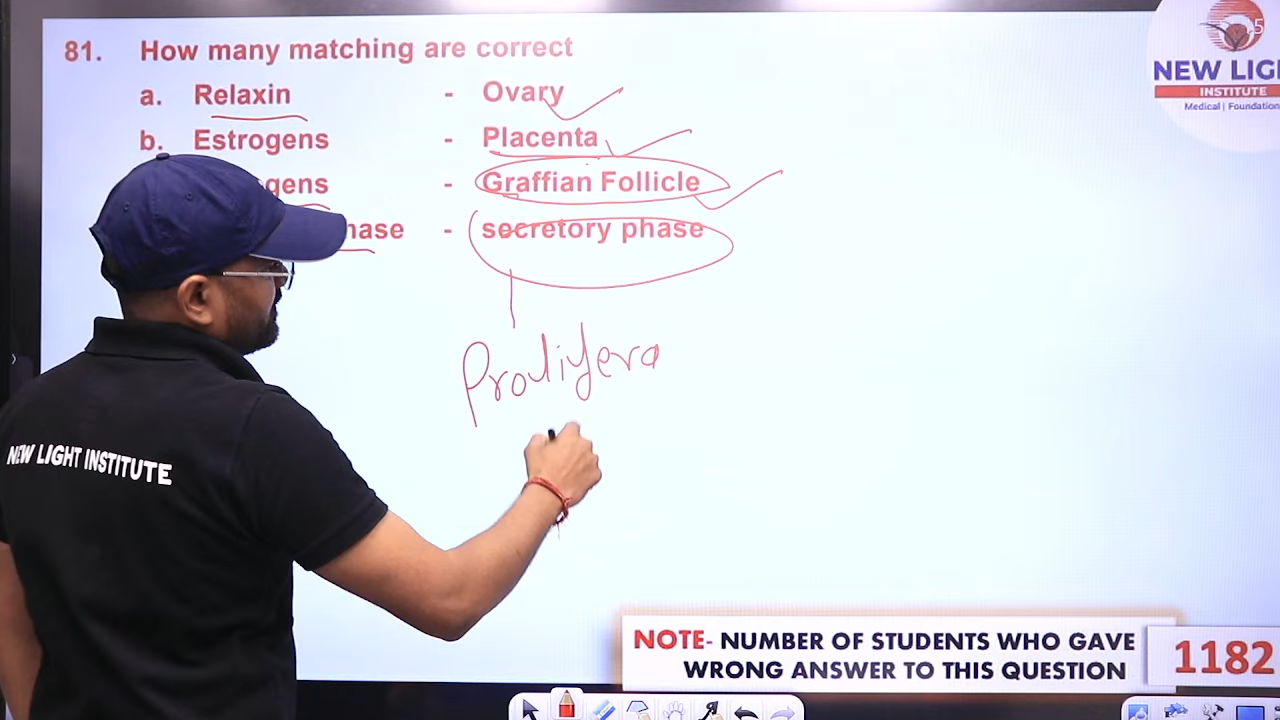 81. How many matching are correct
a. Relaxin - Ovary
b. Estrogens - Placenta
gens - Graffian Follicle
hase - secretory phase
Prolifera
NEW LIGHT INSTITUTE
NEW LIG
INSTITUTE
Medical | Foundation
NOTE- NUMBER OF STUDENTS WHO GAVE
WRONG ANSWER TO THIS QUESTION
1182